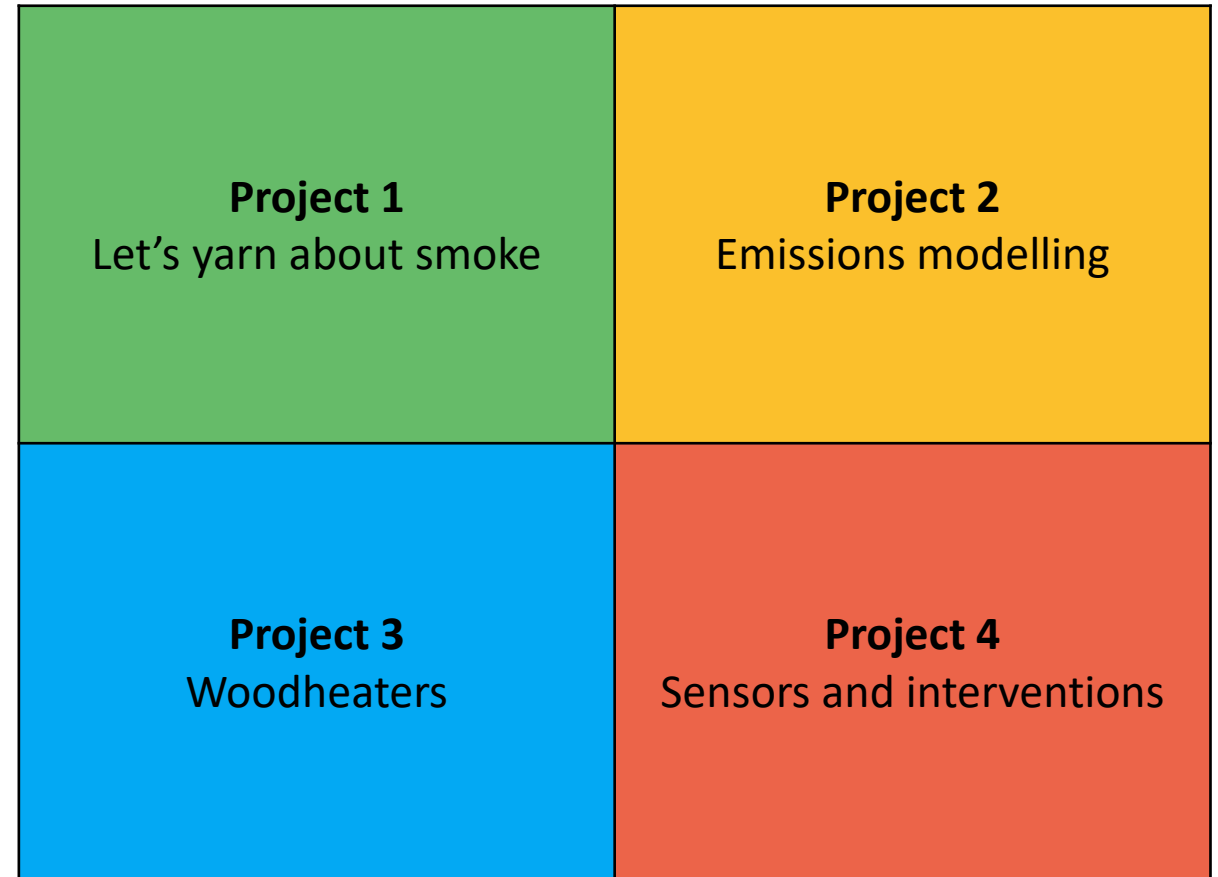 Project 1
Let’s yarn about smoke
Project 2
Emissions modelling
Project 3
Woodheaters
Project 4
Sensors and interventions